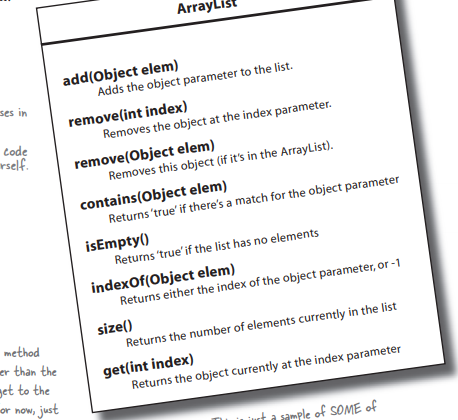 ArrayList
add(Object elem)
Adds the object parameter to the list.
remove(int index)
Removes the object at the index parameter.
remove(Object elem)
Removes this object (if it's in the ArrayList).
contains(Object elem)
Returns 'true' if there's a match for the object parameter
isEmpty()
Returns 'true' if the list has no elements
indexOf(Object elem)
Returns either the index of the object parameter, or -1
size()
Returns the number of elements currently in the list
get(int index)
Returns the object currently at the index parameter
in
Code
method
than the
to the
for now, just
This is just a sample of SOME of